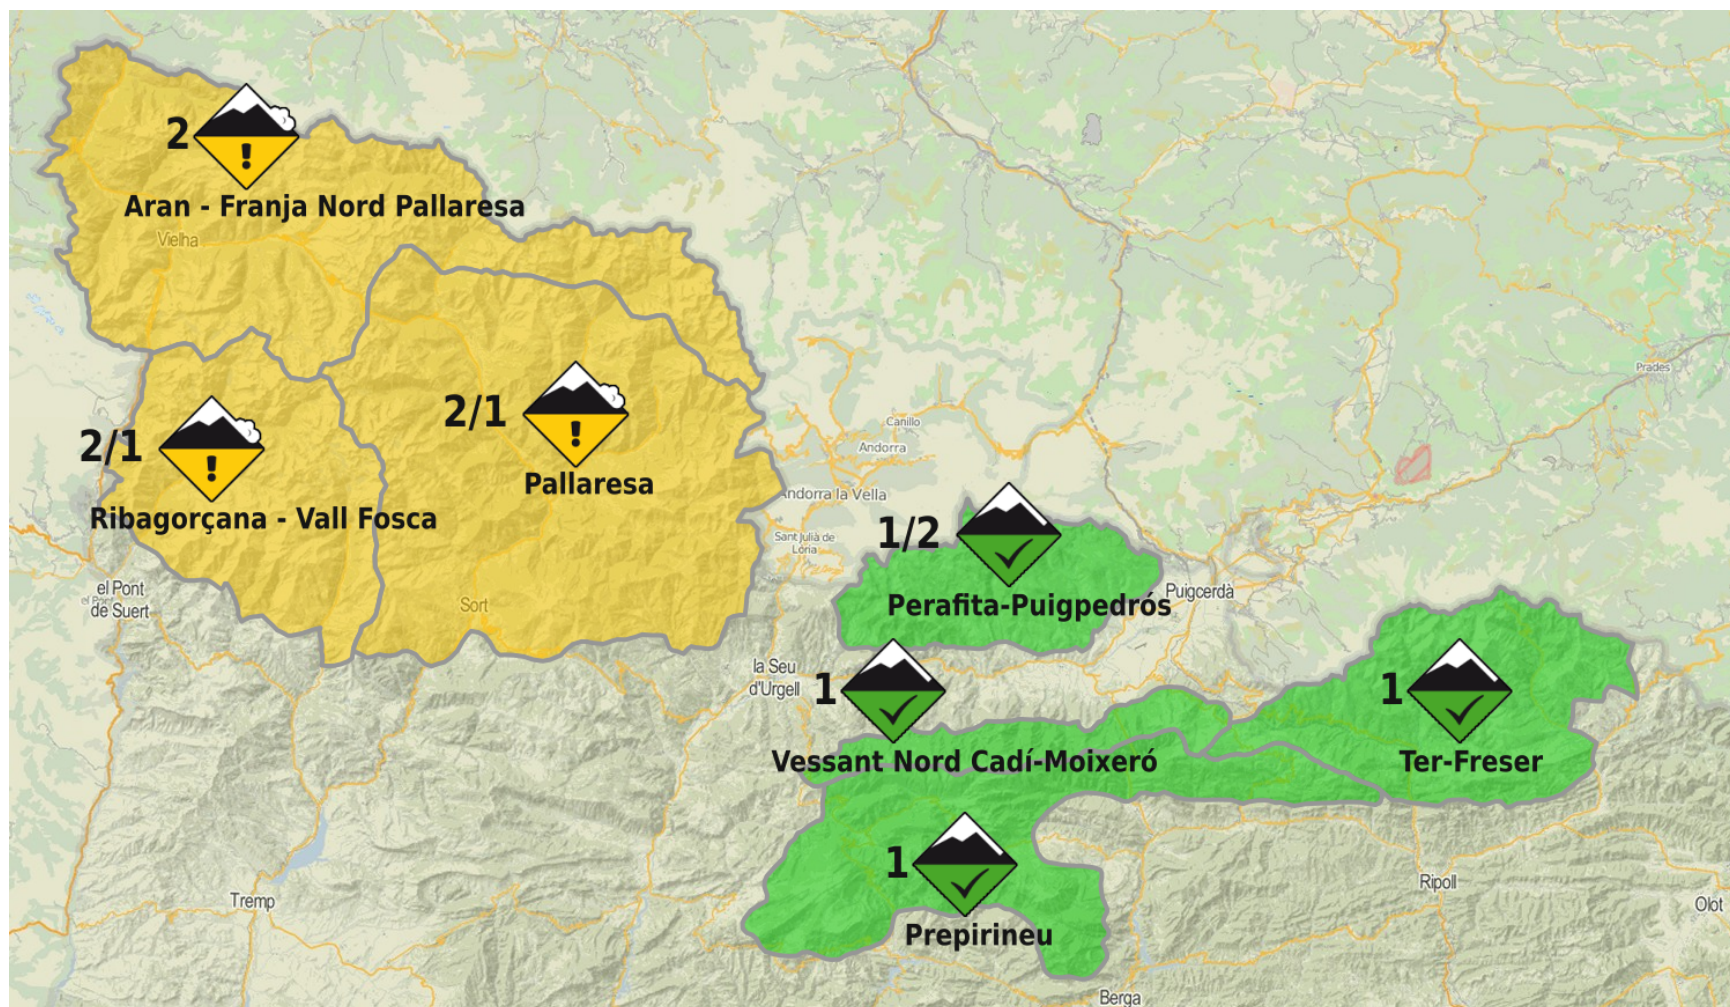 2
!
Aran - Franja Nord Pallaresa
Vielha
2/1
!
Pallaresa
2/1
!
Ribagorçana - Vall Fosca
Prades
Canillo
Andorra
Andorra la Vella
Sant Julià de
Lòria
1/2
Perafita-Puigpedrós
Puigcerdà
el Pont
de Suert
Sort
la Seu
d'Urgell
1
Vessant Nord Cadí-Moixeró
1
Ter-Freser
1
Prepirineu
Tremp
Ripoll
Olot
Berga